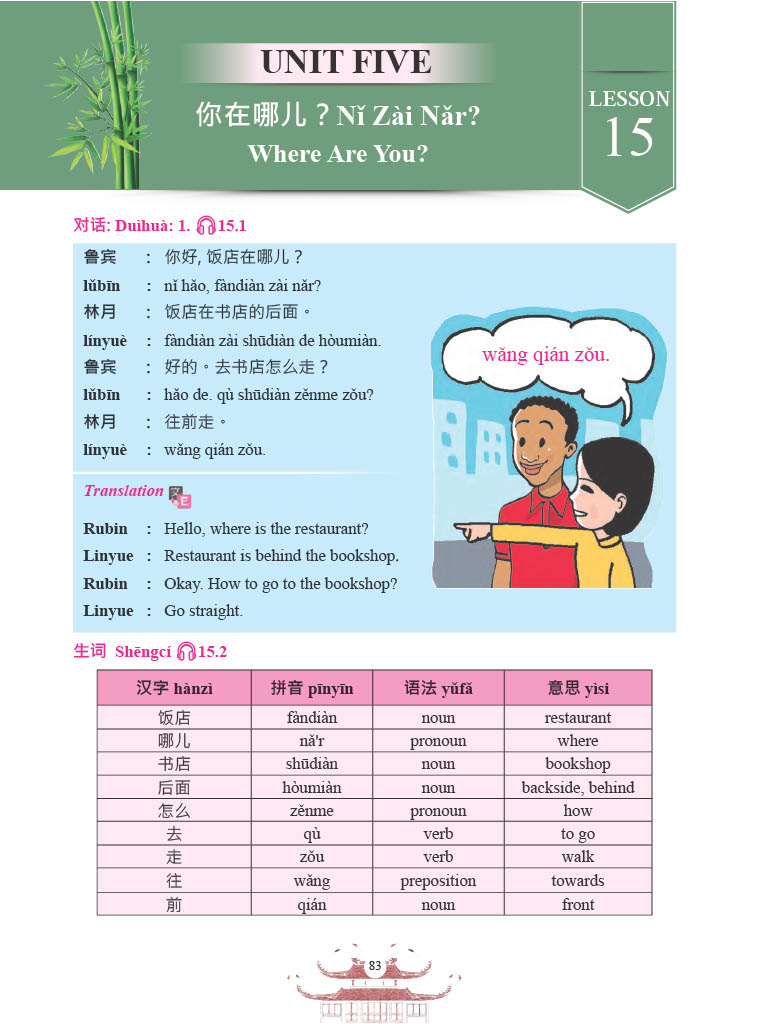 UNIT FIVE
你在哪儿？Nǐ Zài Nǎr?
Where Are You?
LESSON
15
对话: Duìhuà: 1. 15.1
鲁宾 : 你好, 饭店在哪儿？
lǔbīn : nǐ hǎo, fàndiàn zài nǎr?
林月 : 饭店在书店的后面。
línyuè : fàndiàn zài shūdiàn de hòumiàn.
鲁宾 : 好的。去书店怎么走？
lǔbīn : hǎo de. qù shūdiàn zěnme zǒu?
林月 : 往前走。
línyuè : wǎng qián zǒu.
wǎng qián zǒu.
Translation 文 E
Rubin : Hello, where is the restaurant?
Linyue : Restaurant is behind the bookshop.
Rubin : Okay. How to go to the bookshop?
Linyue : Go straight.
生词 Shēngcí 15.2
汉字 hànzì 拼音 pīnyīn 语法 yǔfǎ 意思 yìsi
饭店 fàndiàn noun restaurant
哪儿 nǎ'r pronoun where
书店 shūdiàn noun bookshop
后面 hòumiàn noun backside, behind
怎么 zěnme pronoun how
去 qù verb to go
走 zǒu verb walk
往 wǎng preposition towards
前 qián noun front
83